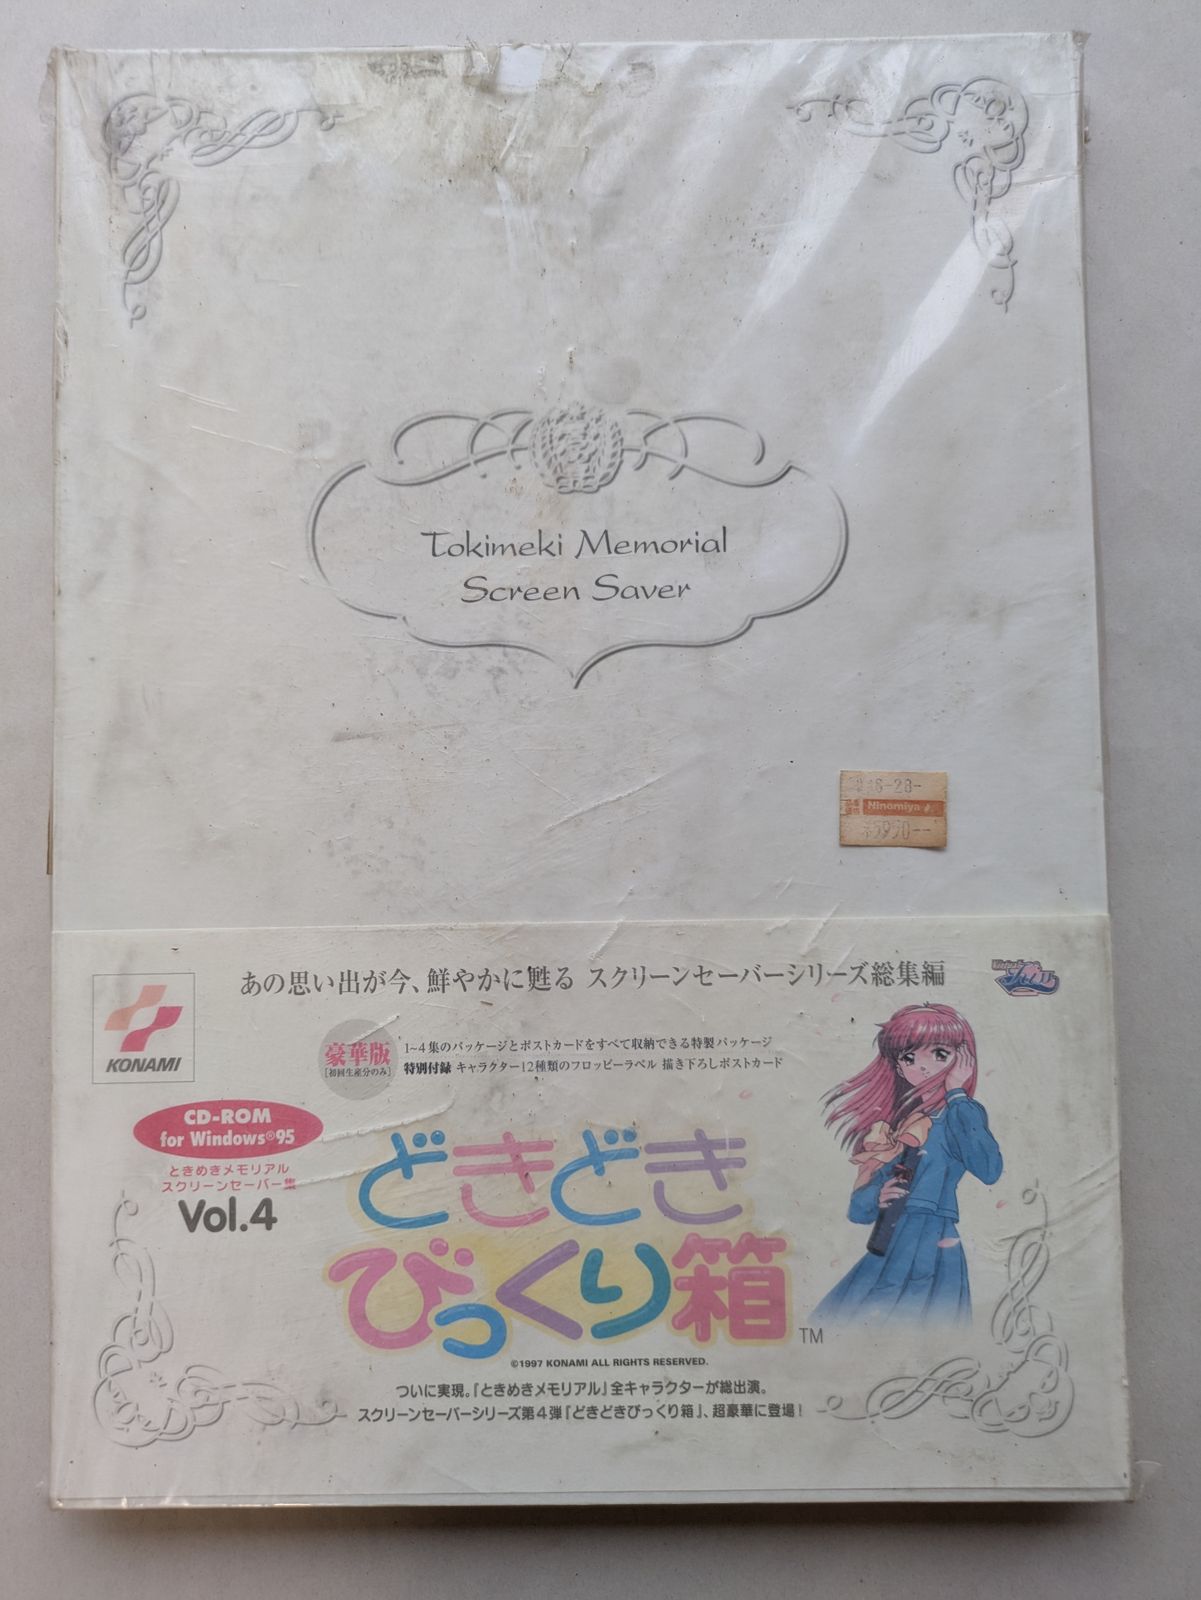 Tokimeki Memorial
Screen Saver
Ninomiya
KONAMI
あの思い出が今、鮮やかに甦る スクリーンセーバーシリーズ総集編
豪華版
[初回生産分のみ]
1~4集のパッケージとポストカードをすべて収納できる特製パッケージ
特別付録 キャラクター12種類のフロッピーラベル 描き下ろしポストカード
CD-ROM
for Windows®95
ときめきメモリアル
スクリーンセーバー集
Vol.4
どきどき
びっくり箱
TM
©1997 KONAMI ALL RIGHTS RESERVED.
ついに実現。「ときめきメモリアル」全キャラクターが総出演。
スクリーンセーバーシリーズ第4弾「どきどきびっくり箱」、超豪華に登場!